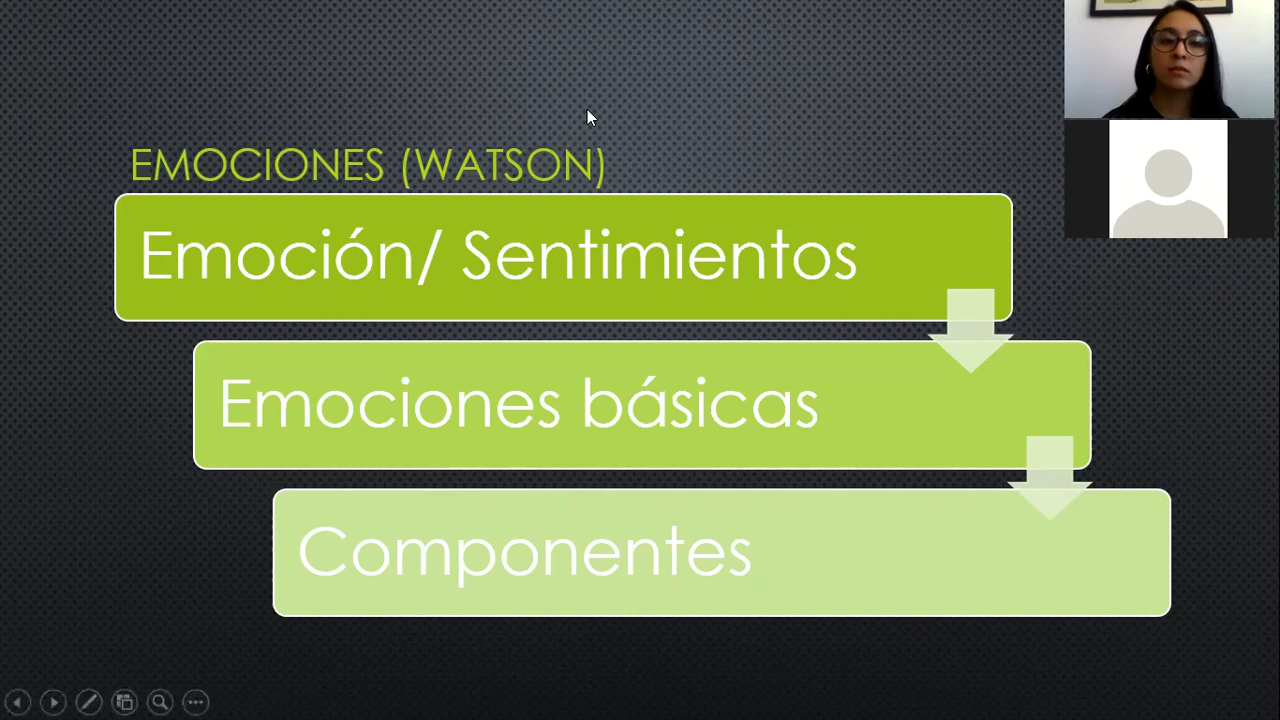 EMOCIONES (WATSON)
Emoción/ Sentimientos
Emociones básicas
Componentes